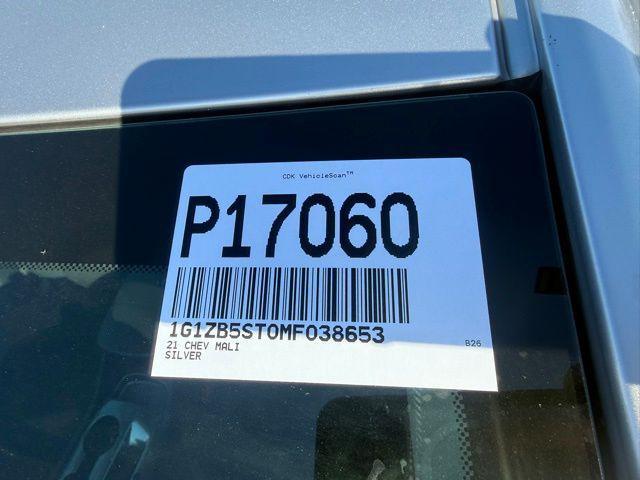 CDK VehicleScan™
P17060
1G1ZB5ST0MF038653
21 CHEV MALI
SILVER
B26